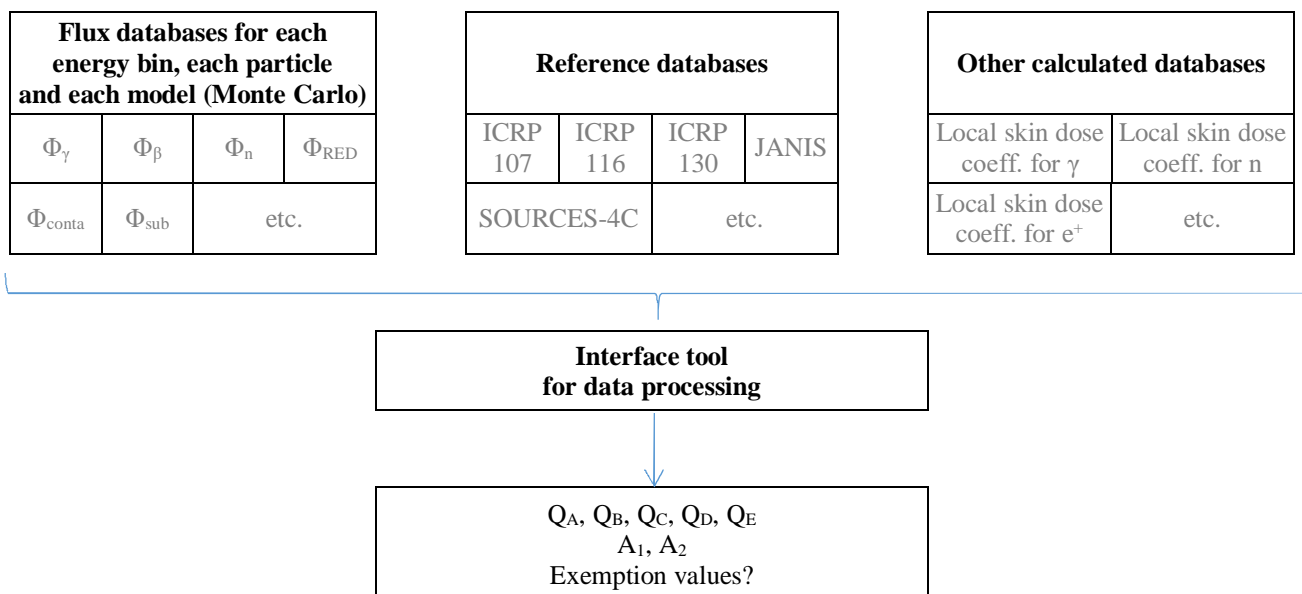 Flux databases for each
energy bin, each particle
and each model (Monte Carlo)
Φγ Φβ Φn ΦRED
Φconta Φsub etc.
Reference databases
ICRP 107 ICRP 116 ICRP 130 JANIS
SOURCES-4C etc.
Other calculated databases
Local skin dose
coeff. for γ
Local skin dose
coeff. for n
Local skin dose
coeff. for e⁺
etc.
Interface tool
for data processing
QA, QB, QC, QD, QE
A1, A2
Exemption values?